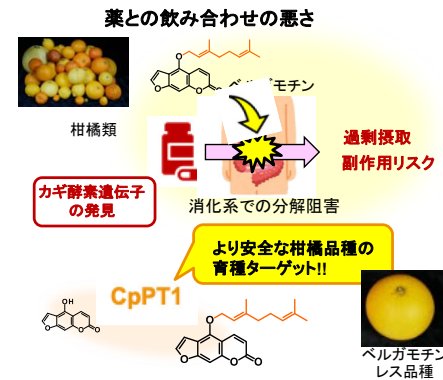 薬との飲み合わせの悪さ
O
O
O
O
ベルガモチン
柑橘類
過剰摂取
副作用リスク
カギ酵素遺伝子
の発見
消化系での分解阻害
より安全な柑橘品種の
育種ターゲット!!
CpPT1
OH
O
O
O
O
O
O
O
ベルガモチン
レス品種